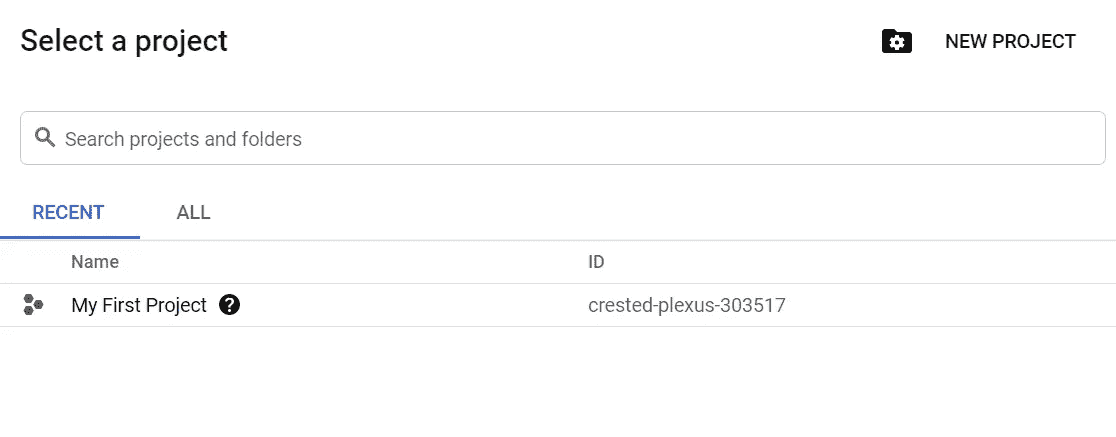 Select a project
NEW PROJECT
Search projects and folders
RECENT ALL
Name ID
My First Project ? crested-plexus-303517